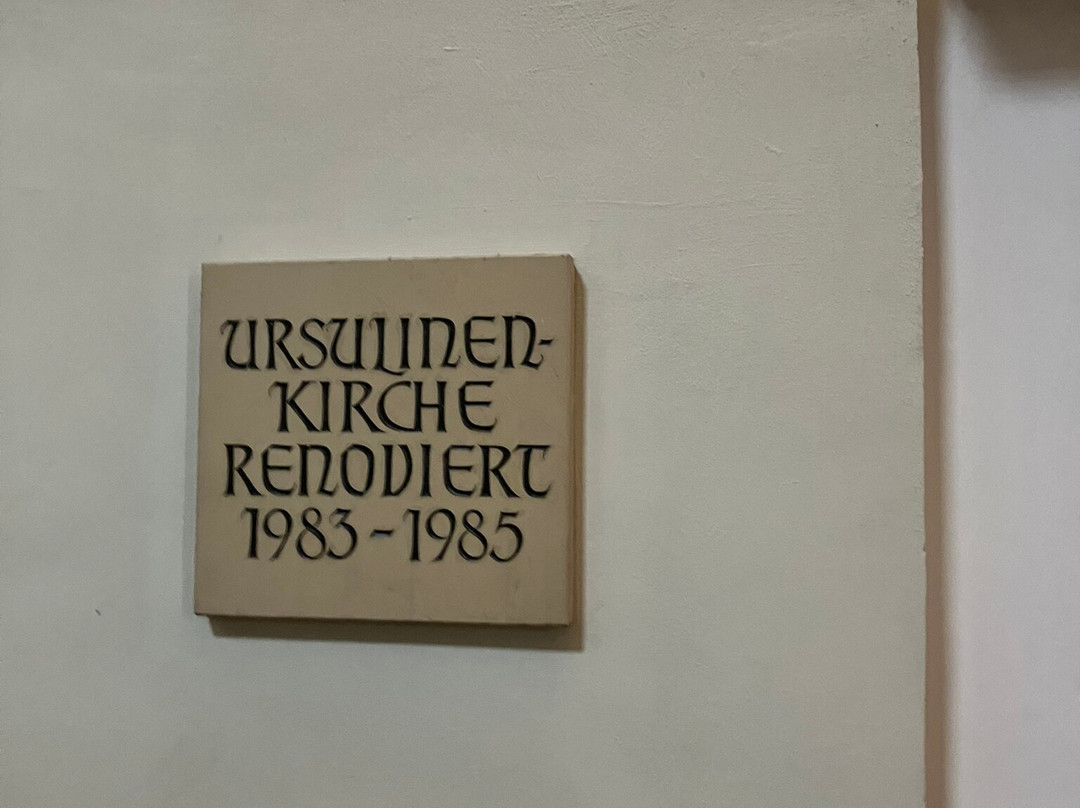 URSULINEN-
KIRCHE
RENOVIERT
1983-1985